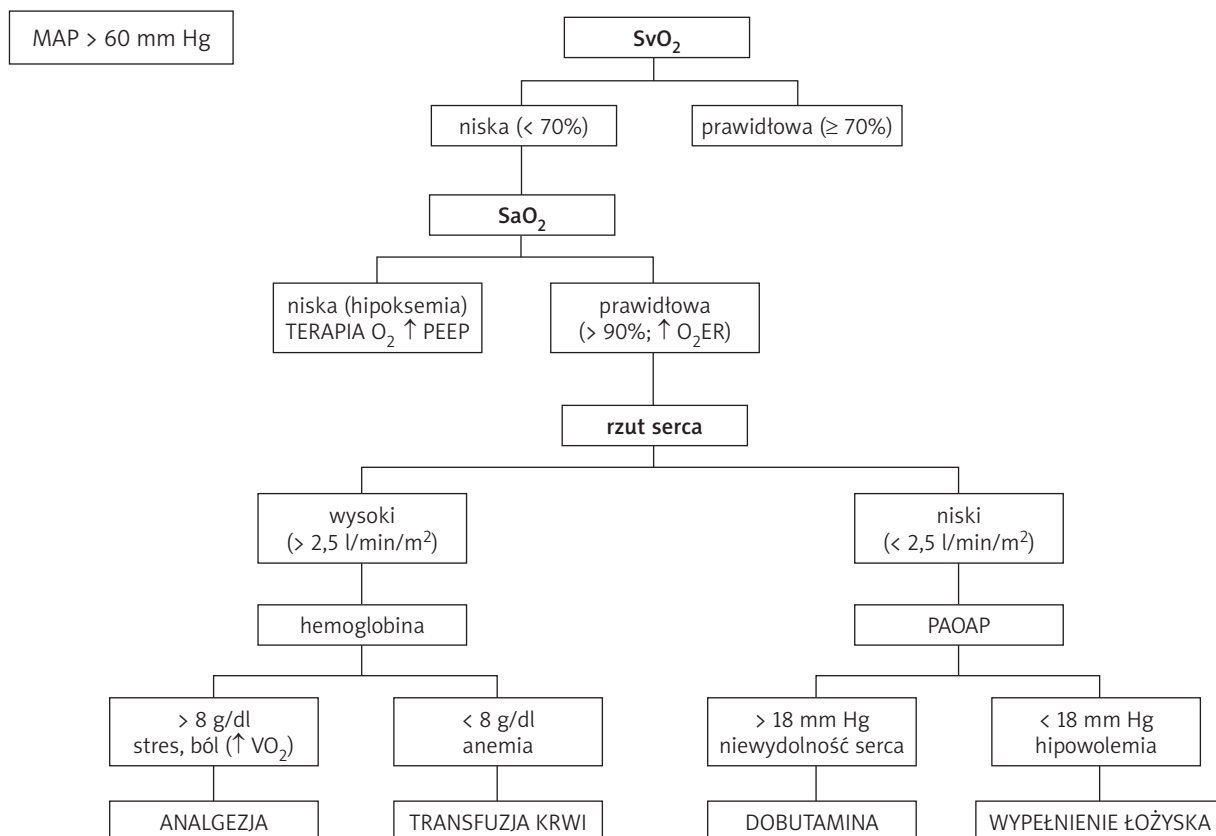 MAP > 60 mm Hg
SvO₂
niska (< 70%)
prawidłowa (≥ 70%)
SaO₂
niska (hipoksemia)
TERAPIA O₂ ↑ PEEP
prawidłowa
(> 90%; ↑ O₂ER)
rzut serca
wysoki
(> 2,5 l/min/m²)
niski
(< 2,5 l/min/m²)
hemoglobina
PAOAP
> 8 g/dl
stres, ból (↑ VO₂)
< 8 g/dl
anemia
> 18 mm Hg
niewydolność serca
< 18 mm Hg
hipowolemia
ANALGEZJA
TRANSFUZJA KRWI
DOBUTAMINA
WYPEŁNIENIE ŁOŻYSKA